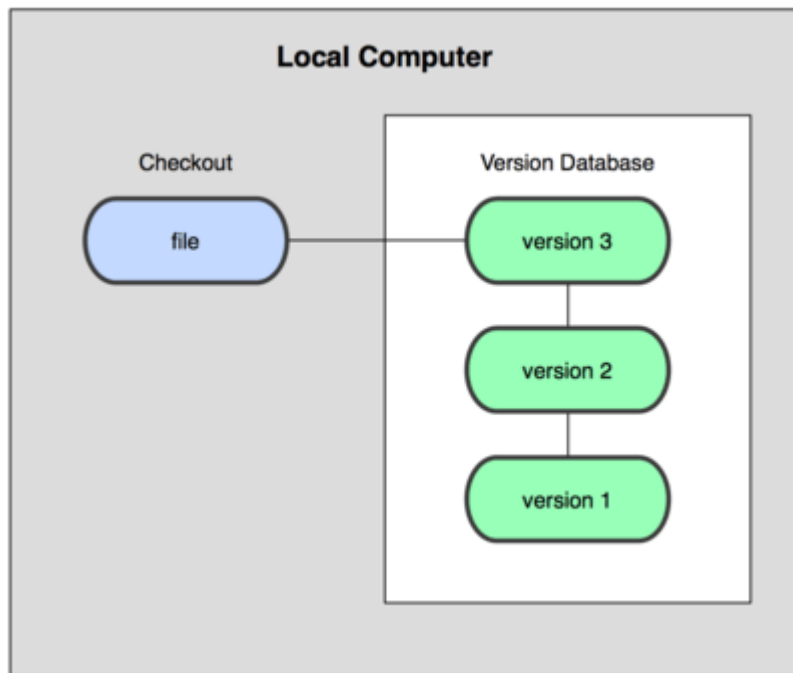 Local Computer
Checkout
Version Database
file
version 3
version 2
version 1